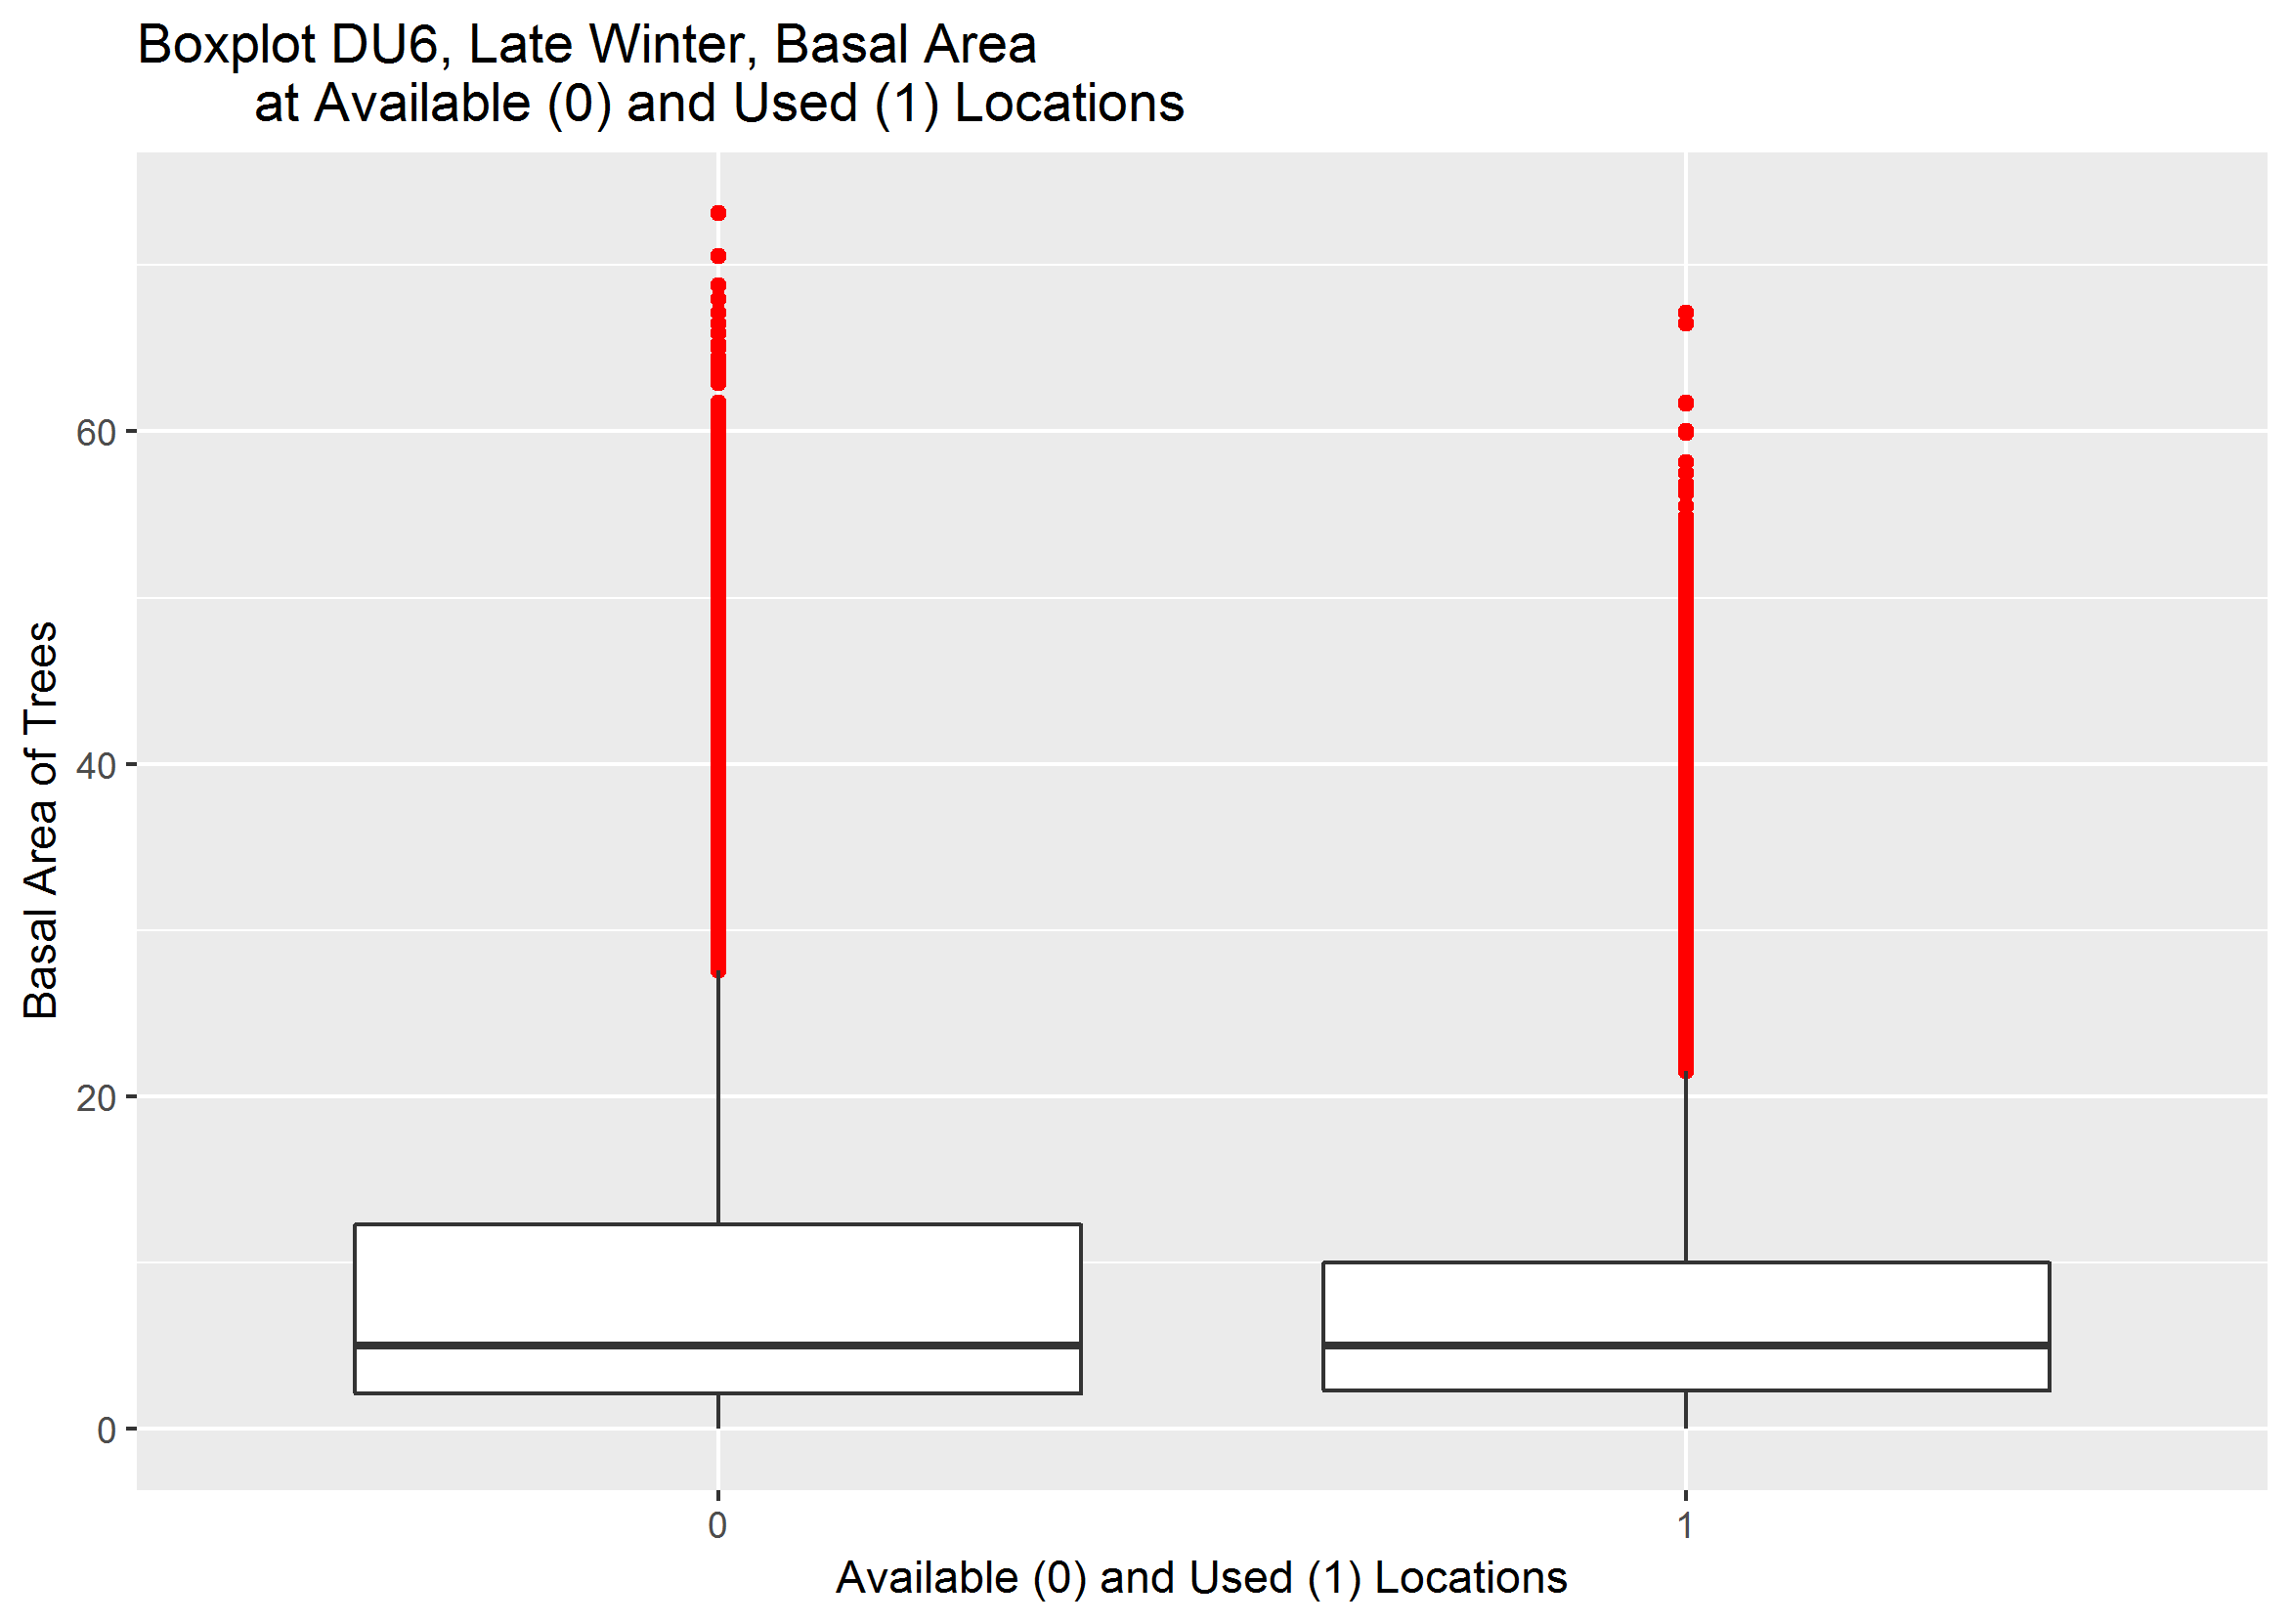 Boxplot DU6, Late Winter, Basal Area
at Available (0) and Used (1) Locations
Basal Area of Trees
60
40
20
0
0
1
Available (0) and Used (1) Locations